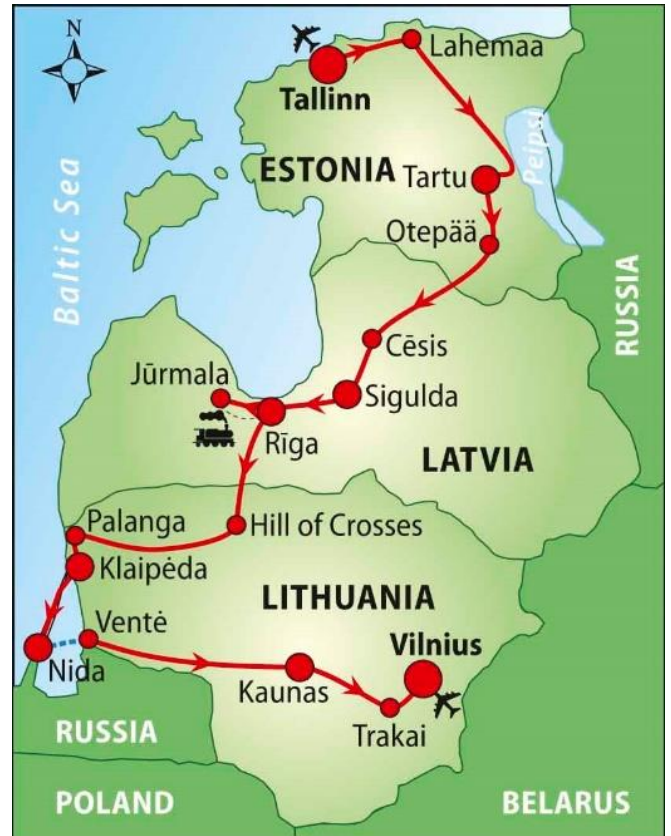 N
Lahemaa
Tallinn
ESTONIA
Tartu
Peipsi
Otepää
Baltic Sea
RUSSIA
Cēsis
Jūrmala
Sigulda
Rīga
LATVIA
Palanga
Hill of Crosses
Klaipėda
LITHUANIA
Ventė
Vilnius
Nida
Kaunas
Trakai
RUSSIA
POLAND
BELARUS